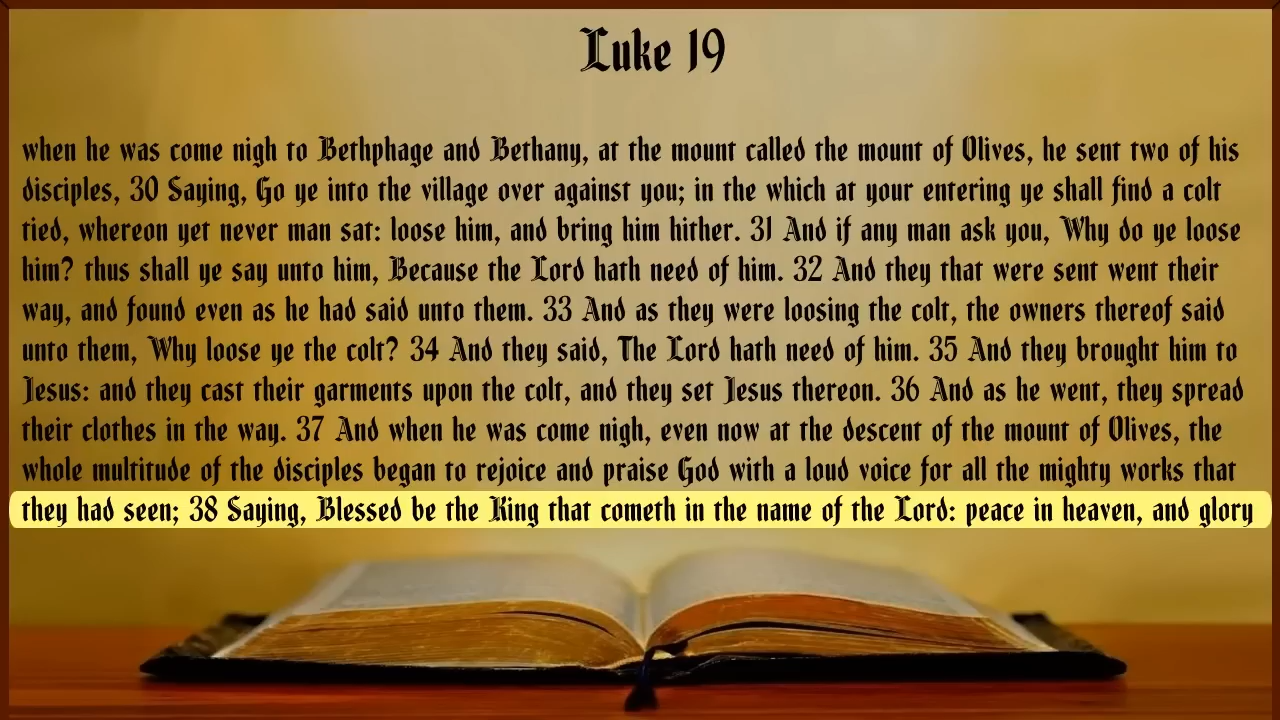 Luke 19
when he was come nigh to Bethphage and Bethany, at the mount called the mount of Olives, he sent two of his
disciples, 30 Saying, Go ye into the village over against you; in the which at your entering ye shall find a colt
tied, whereon yet never man sat: loose him, and bring him hither. 31 And if any man ask you, Why do ye loose
him? thus shall ye say unto him, Because the Lord hath need of him. 32 And they that were sent went their
way, and found even as he had said unto them. 33 And as they were loosing the colt, the owners thereof said
unto them, Why loose ye the colt? 34 And they said, The Lord hath need of him. 35 And they brought him to
Jesus: and they cast their garments upon the colt, and they set Jesus thereon. 36 And as he went, they spread
their clothes in the way. 37 And when he was come nigh, even now at the descent of the mount of Olives, the
whole multitude of the disciples began to rejoice and praise God with a loud voice for all the mighty works that
they had seen; 38 Saying, Blessed be the King that cometh in the name of the Lord: peace in heaven, and glory